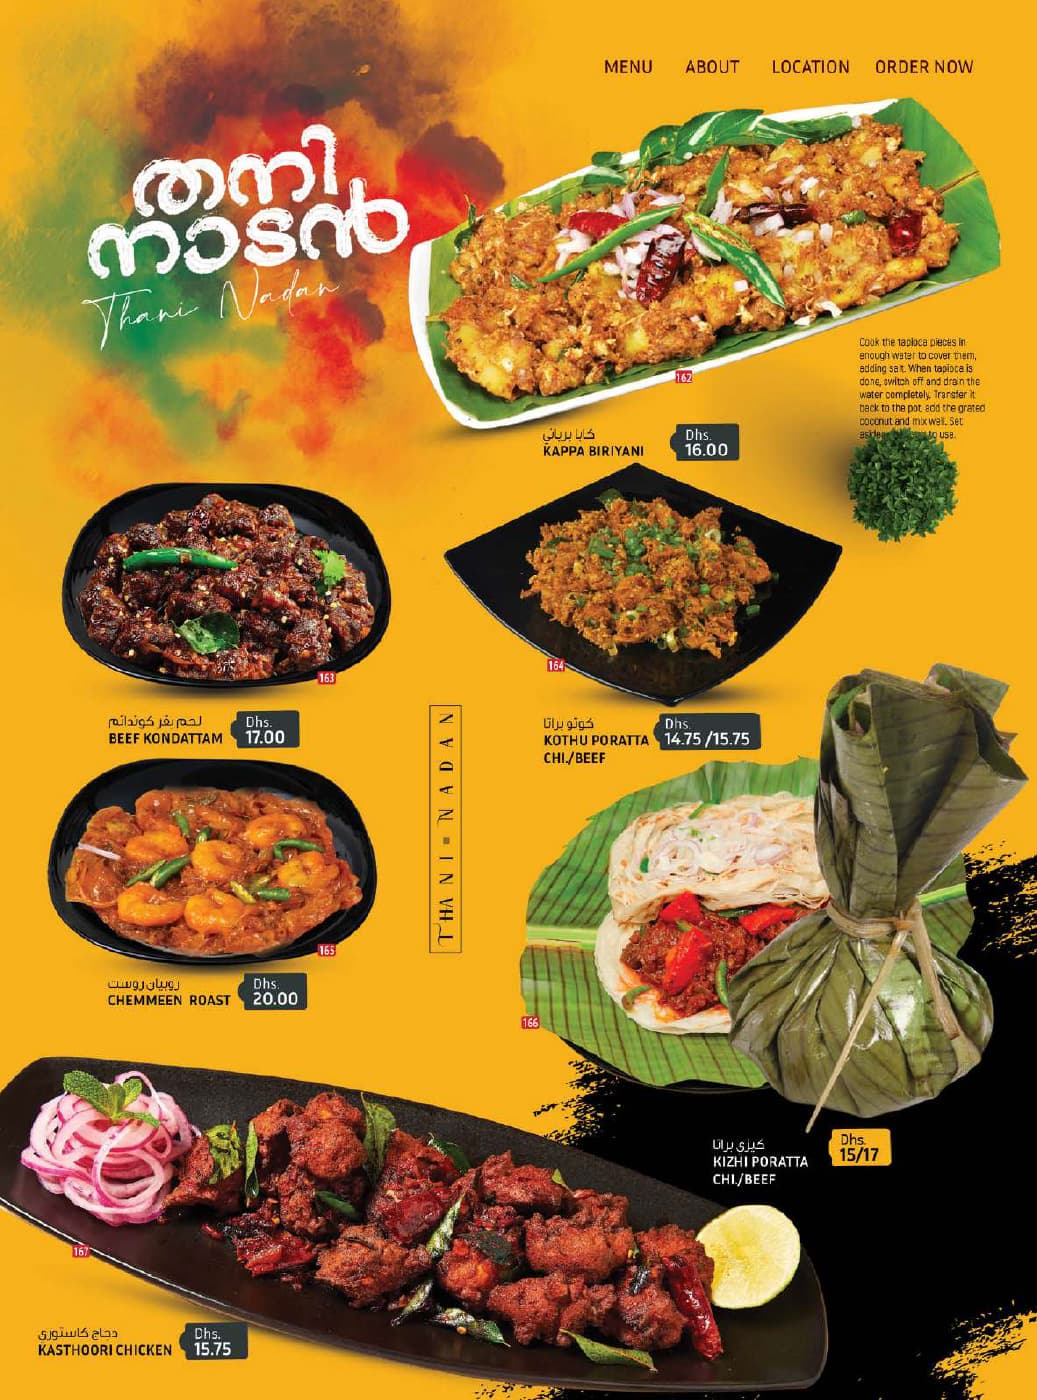 MENU ABOUT LOCATION ORDER NOW
തനി
നാടൻ
Thani Nadan
Cook the tapioca pieces in
enough water to cover them,
adding salt. When tapioca is
done, switch off and drain the
water completely. Transfer it
back to the pot, add the grated
coconut and mix well. Set
to use.
162
كابا برياني
KAPPA BIRIYANI
Dhs.
16.00
163
لحم بقر كونداتم
BEEF KONDATTAM
Dhs.
17.00
164
كوتو براتا
KOTHU PORATTA
CHI./BEEF
Dhs.
14.75 /15.75
THANI NADAN
165
روبيان روست
CHEMMEEN ROAST
Dhs.
20.00
166
كيزي براتا
KIZHI PORATTA
CHI./BEEF
Dhs.
15/17
167
دجاج كاستوري
KASTHOORI CHICKEN
Dhs.
15.75